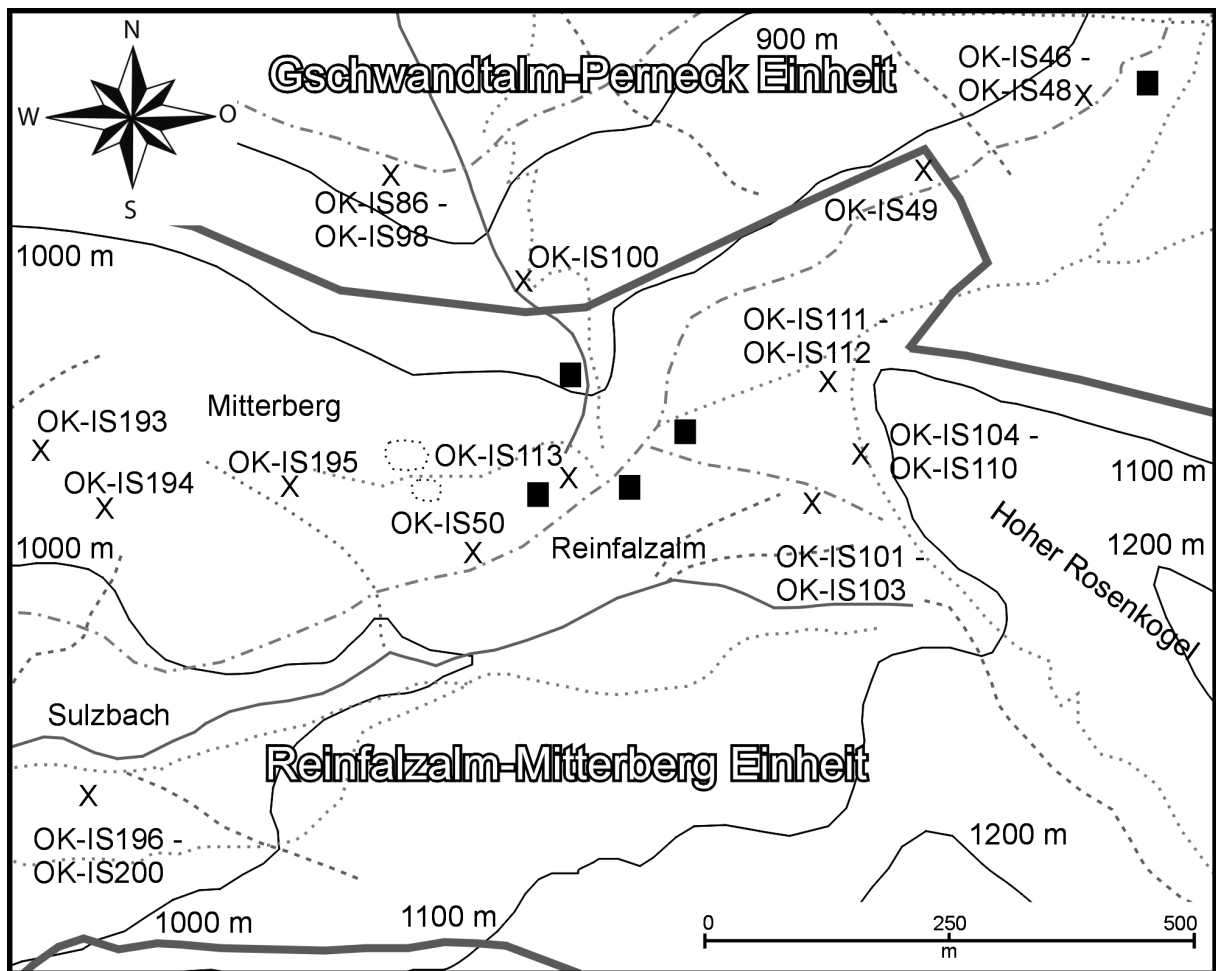 N
W
O
S
Gschwandtalm-Perneck Einheit
900 m
OK-IS46 -
OK-IS48
X
X
OK-IS86 -
OK-IS98
X
OK-IS49
1000 m
OK-IS100
X
OK-IS111 -
OK-IS112
X
Mitterberg
OK-IS193
X
OK-IS194
X
OK-IS195
X
OK-IS113
X
OK-IS50
X
OK-IS104 -
OK-IS110
X
1100 m
X
OK-IS101 -
OK-IS103
Reinfalzalm
1000 m
Hoher Rosenkogel
1200 m
Sulzbach
Reinfalzalm-Mitterberg Einheit
X
OK-IS196 -
OK-IS200
1200 m
1000 m
1100 m
0
250
500
m